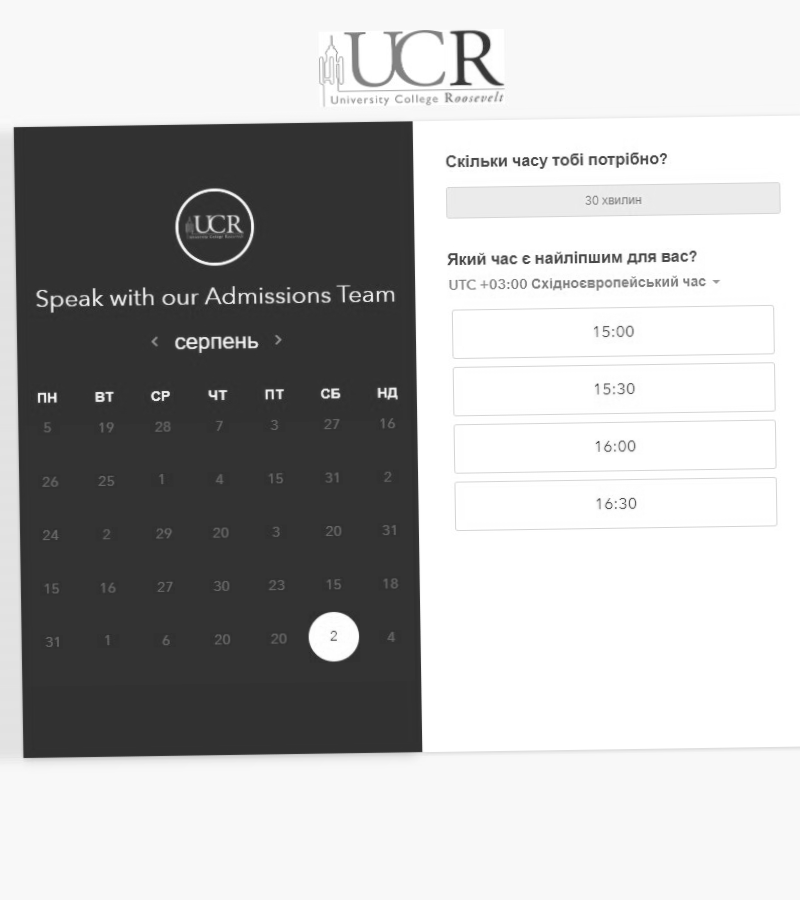 UCR
University College Roosevelt
UCR
Speak with our Admissions Team
серпень
ПН ВТ СР ЧТ ПТ СБ НД
5 19 28 7 3 27 16
26 25 1 4 15 31 2
24 2 29 20 3 20 31
15 16 27 30 23 15 18
31 1 6 20 20 2 4
Скільки часу тобі потрібно?
30 хвилин
Який час є найліпшим для вас?
UTC +03:00 Східноєвропейський час
15:00
15:30
16:00
16:30